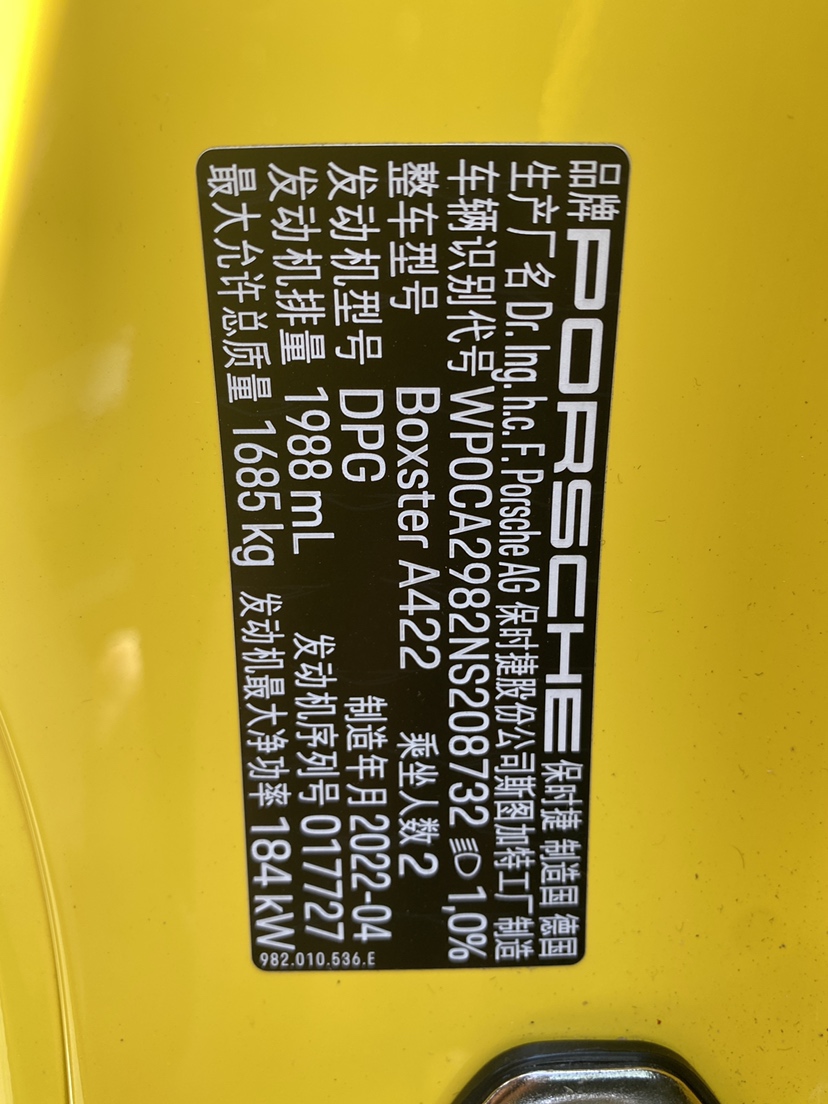 品牌 PORSCHE 保时捷 制造国 德国
生产厂名 Dr. Ing. h.c. F. Porsche AG 保时捷股份公司斯图加特工厂制造
车辆识别代号 WP0CA2982NS208732 1,0%
整车型号 Boxster A422 乘坐人数 2
发动机型号 DPG 制造年月 2022-04
发动机排量 1988 mL 发动机序列号 017727
最大允许总质量 1685 kg 发动机最大净功率 184 kW
982.010.536.E